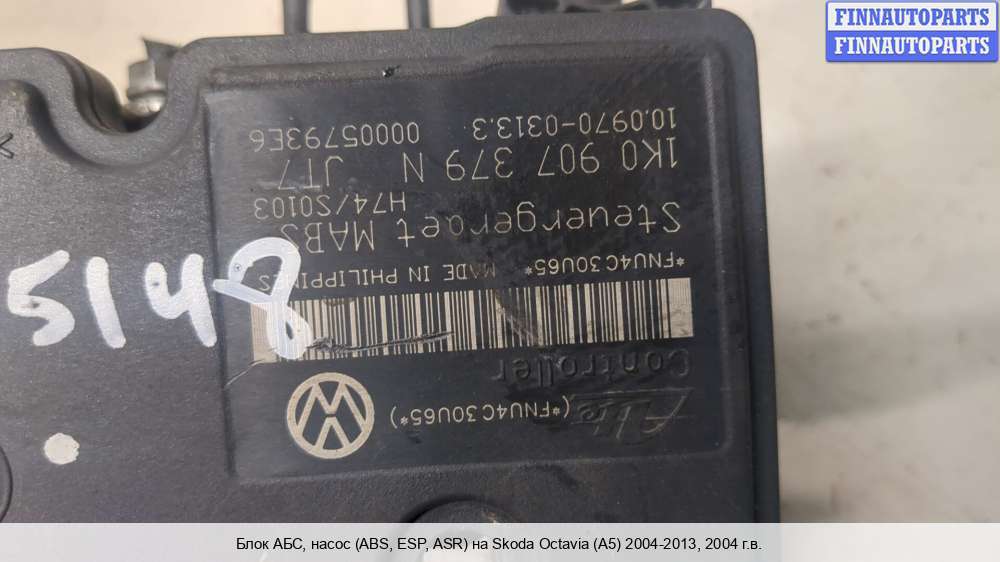 FINNAUTOPARTS
FINNAUTOPARTS
5148
(*FNU4C30U65*)
Controller
*FNU4C30U65* MADE IN PHILIPPINES
Steuergeraet MABS
H74/S0103
1K0 907 379 N JT7
10.0970-0313.3 00005793E6
Блок АБС, насос (ABS, ESP, ASR) на Skoda Octavia (A5) 2004-2013, 2004 г.в.